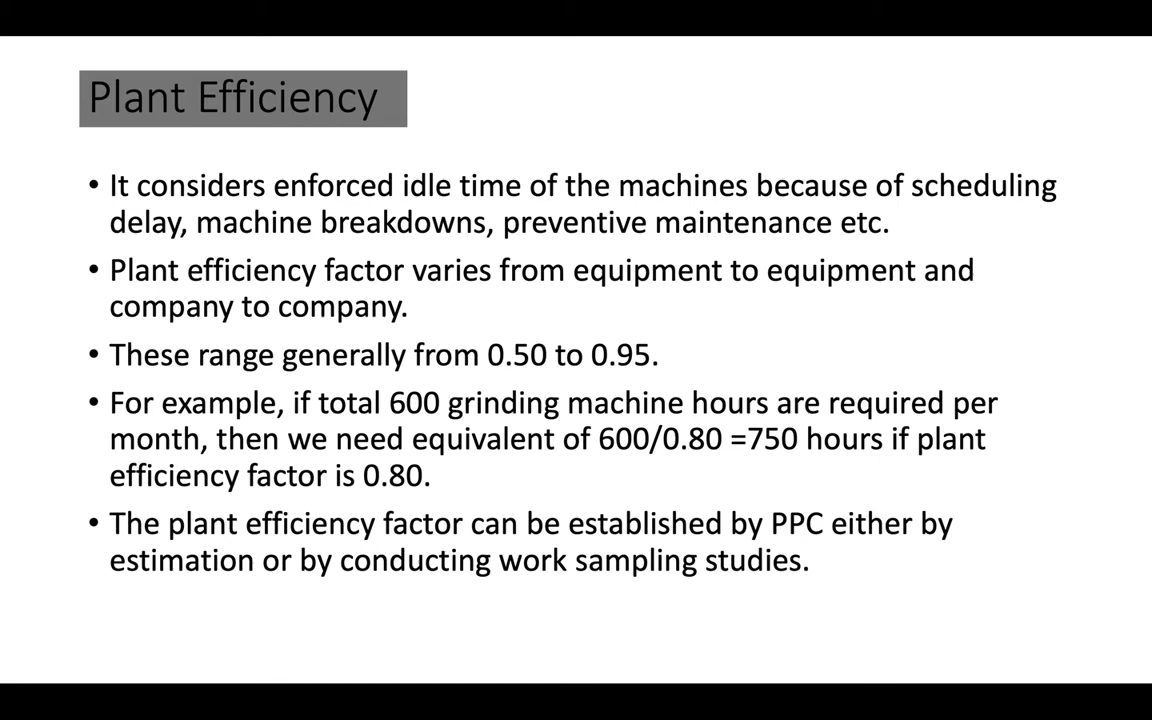 Plant Efficiency
• It considers enforced idle time of the machines because of scheduling
delay, machine breakdowns, preventive maintenance etc.
• Plant efficiency factor varies from equipment to equipment and
company to company.
• These range generally from 0.50 to 0.95.
• For example, if total 600 grinding machine hours are required per
month, then we need equivalent of 600/0.80 =750 hours if plant
efficiency factor is 0.80.
• The plant efficiency factor can be established by PPC either by
estimation or by conducting work sampling studies.